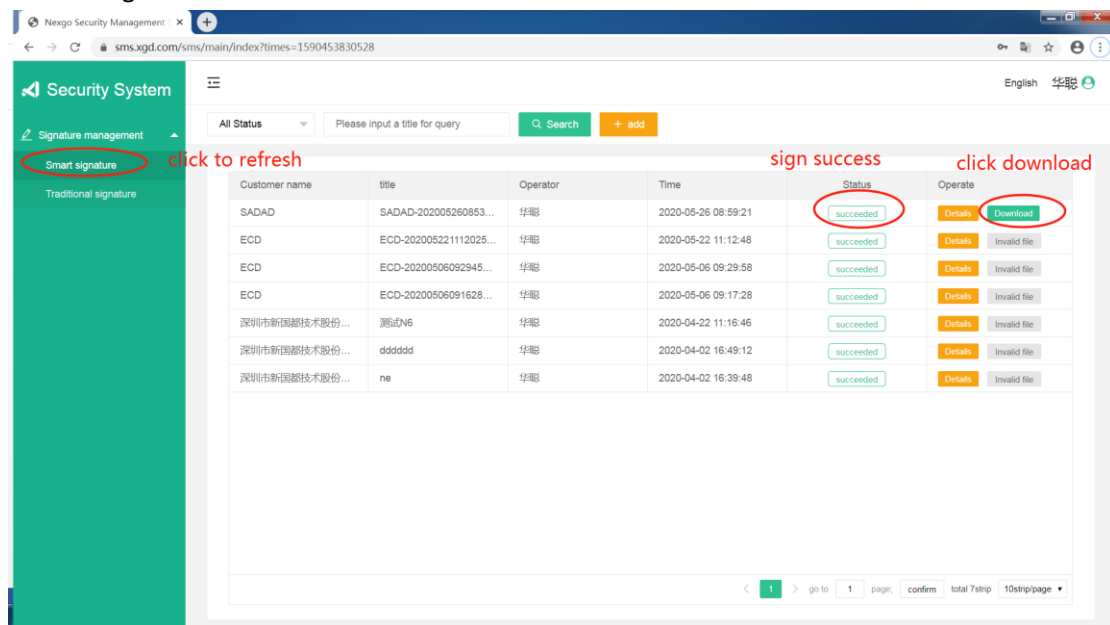 Nexgo Security Management
sms.xgd.com/sms/main/index?times=1590453830528
Security System
English 华聪
Signature management
All Status Please input a title for query Search + add
Smart signature click to refresh sign success click download
Traditional signature
Customer name title Operator Time Status Operate
SADAD SADAD-202005260853... 华聪 2020-05-26 08:59:21 succeeded Details Download
ECD ECD-202005221112025... 华聪 2020-05-22 11:12:48 succeeded Details Invalid file
ECD ECD-20200506092945... 华聪 2020-05-06 09:29:58 succeeded Details Invalid file
ECD ECD-20200506091628... 华聪 2020-05-06 09:17:28 succeeded Details Invalid file
深圳市新国都技术股份... 测试N6 华聪 2020-04-22 11:16:46 succeeded Details Invalid file
深圳市新国都技术股份... dddddd 华聪 2020-04-02 16:49:12 succeeded Details Invalid file
深圳市新国都技术股份... ne 华聪 2020-04-02 16:39:48 succeeded Details Invalid file
< 1 > go to 1 page; confirm total 7strip 10strip/page